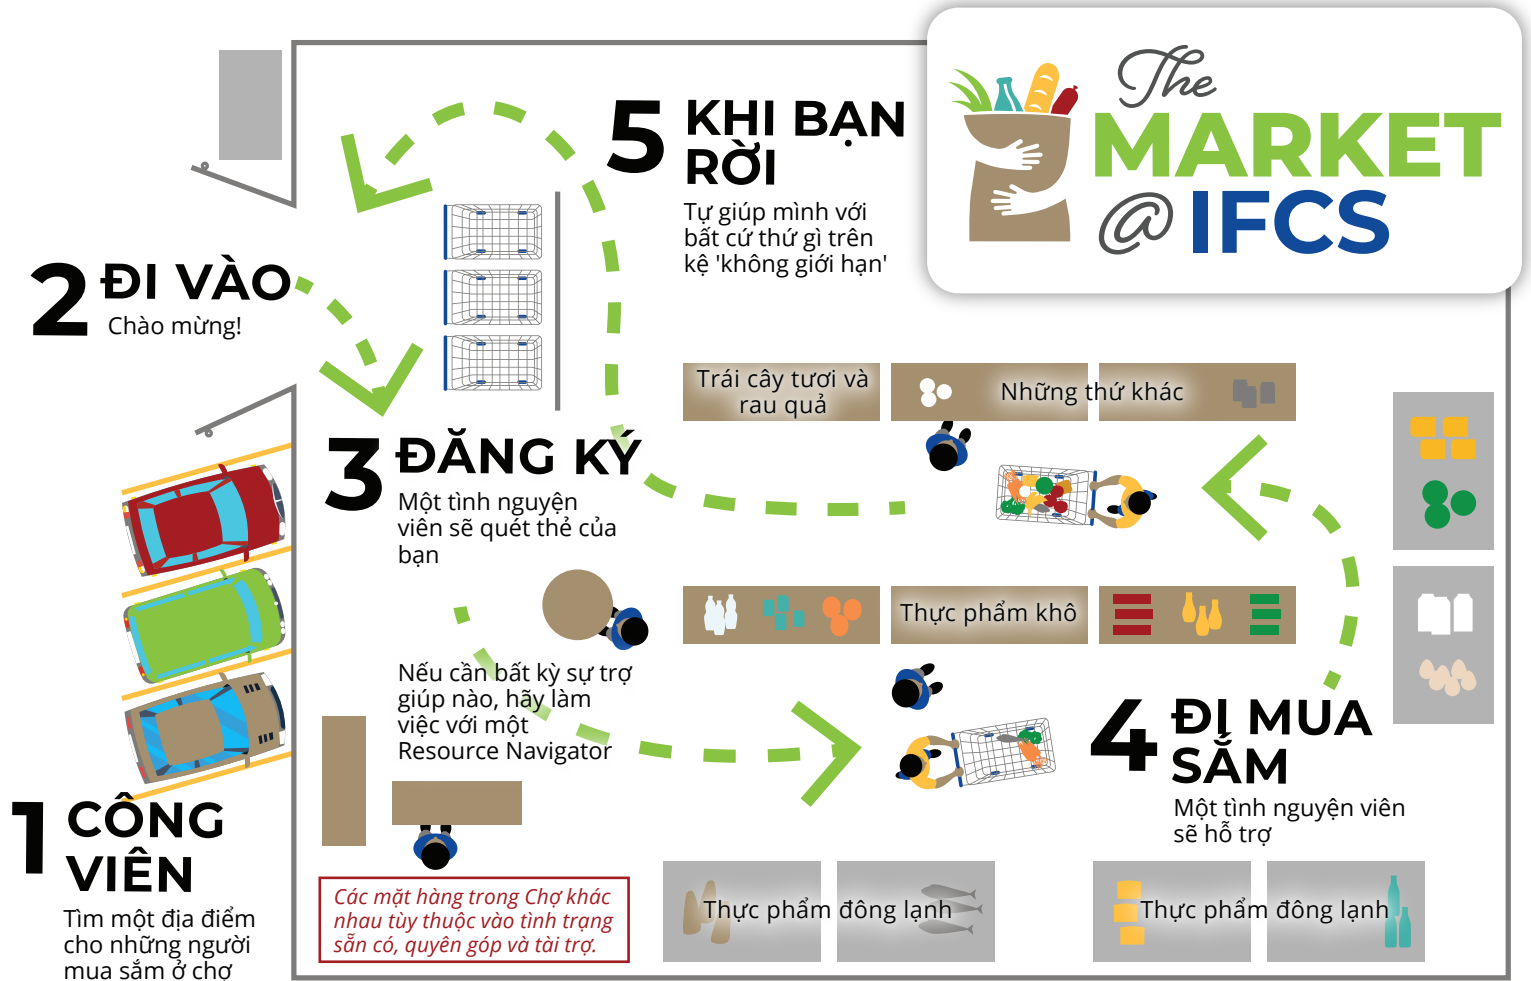 The
MARKET
@ IFCS
5 KHI BẠN
RỜI
Tự giúp mình với
bất cứ thứ gì trên
kệ 'không giới hạn'
2 ĐI VÀO
Chào mừng!
Trái cây tươi và
rau quả
Những thứ khác
3 ĐĂNG KÝ
Một tình nguyện
viên sẽ quét thẻ của
bạn
Thực phẩm khô
Nếu cần bất kỳ sự trợ
giúp nào, hãy làm
việc với một
Resource Navigator
4 ĐI MUA
SẮM
Một tình nguyện viên
sẽ hỗ trợ
1 CÔNG
VIÊN
Tìm một địa điểm
cho những người
mua sắm ở chợ
Các mặt hàng trong Chợ khác
nhau tùy thuộc vào tình trạng
sẵn có, quyên góp và tài trợ.
Thực phẩm đông lạnh
Thực phẩm đông lạnh